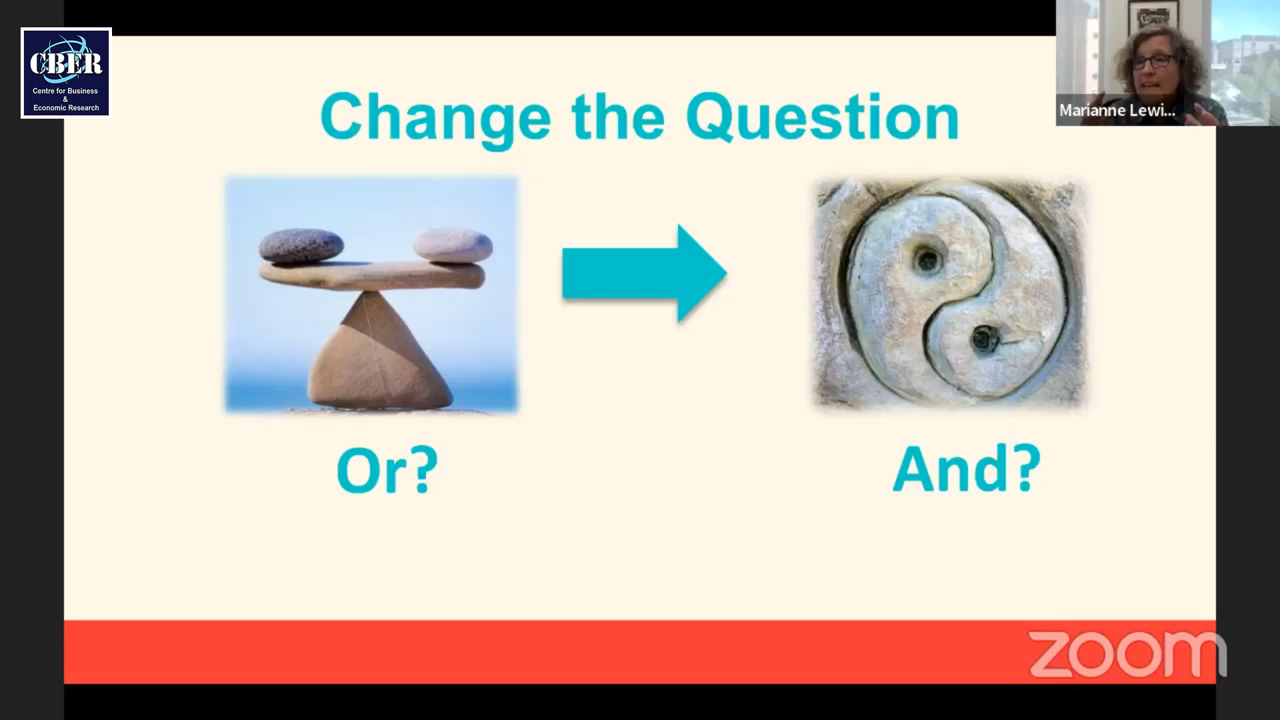 CBER
Centre for Business
&
Economic Research
Marianne Lewi...
Change the Question
Or?
And?
zoom